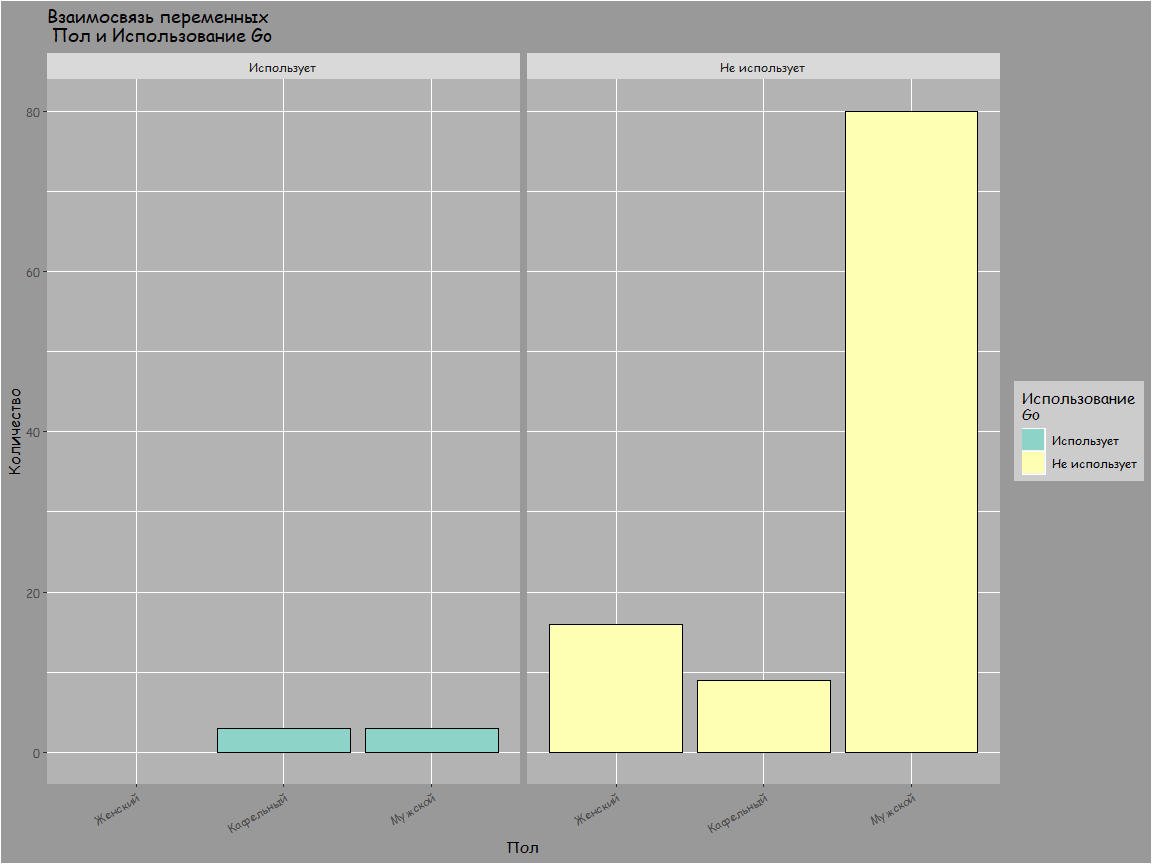 Взаимосвязь переменных
Пол и Использование Go
Использует
Не использует
80
60
40
20
0
Количество
Женский
Кафельный
Мужской
Женский
Кафельный
Мужской
Пол
Использование
Go
Использует
Не использует